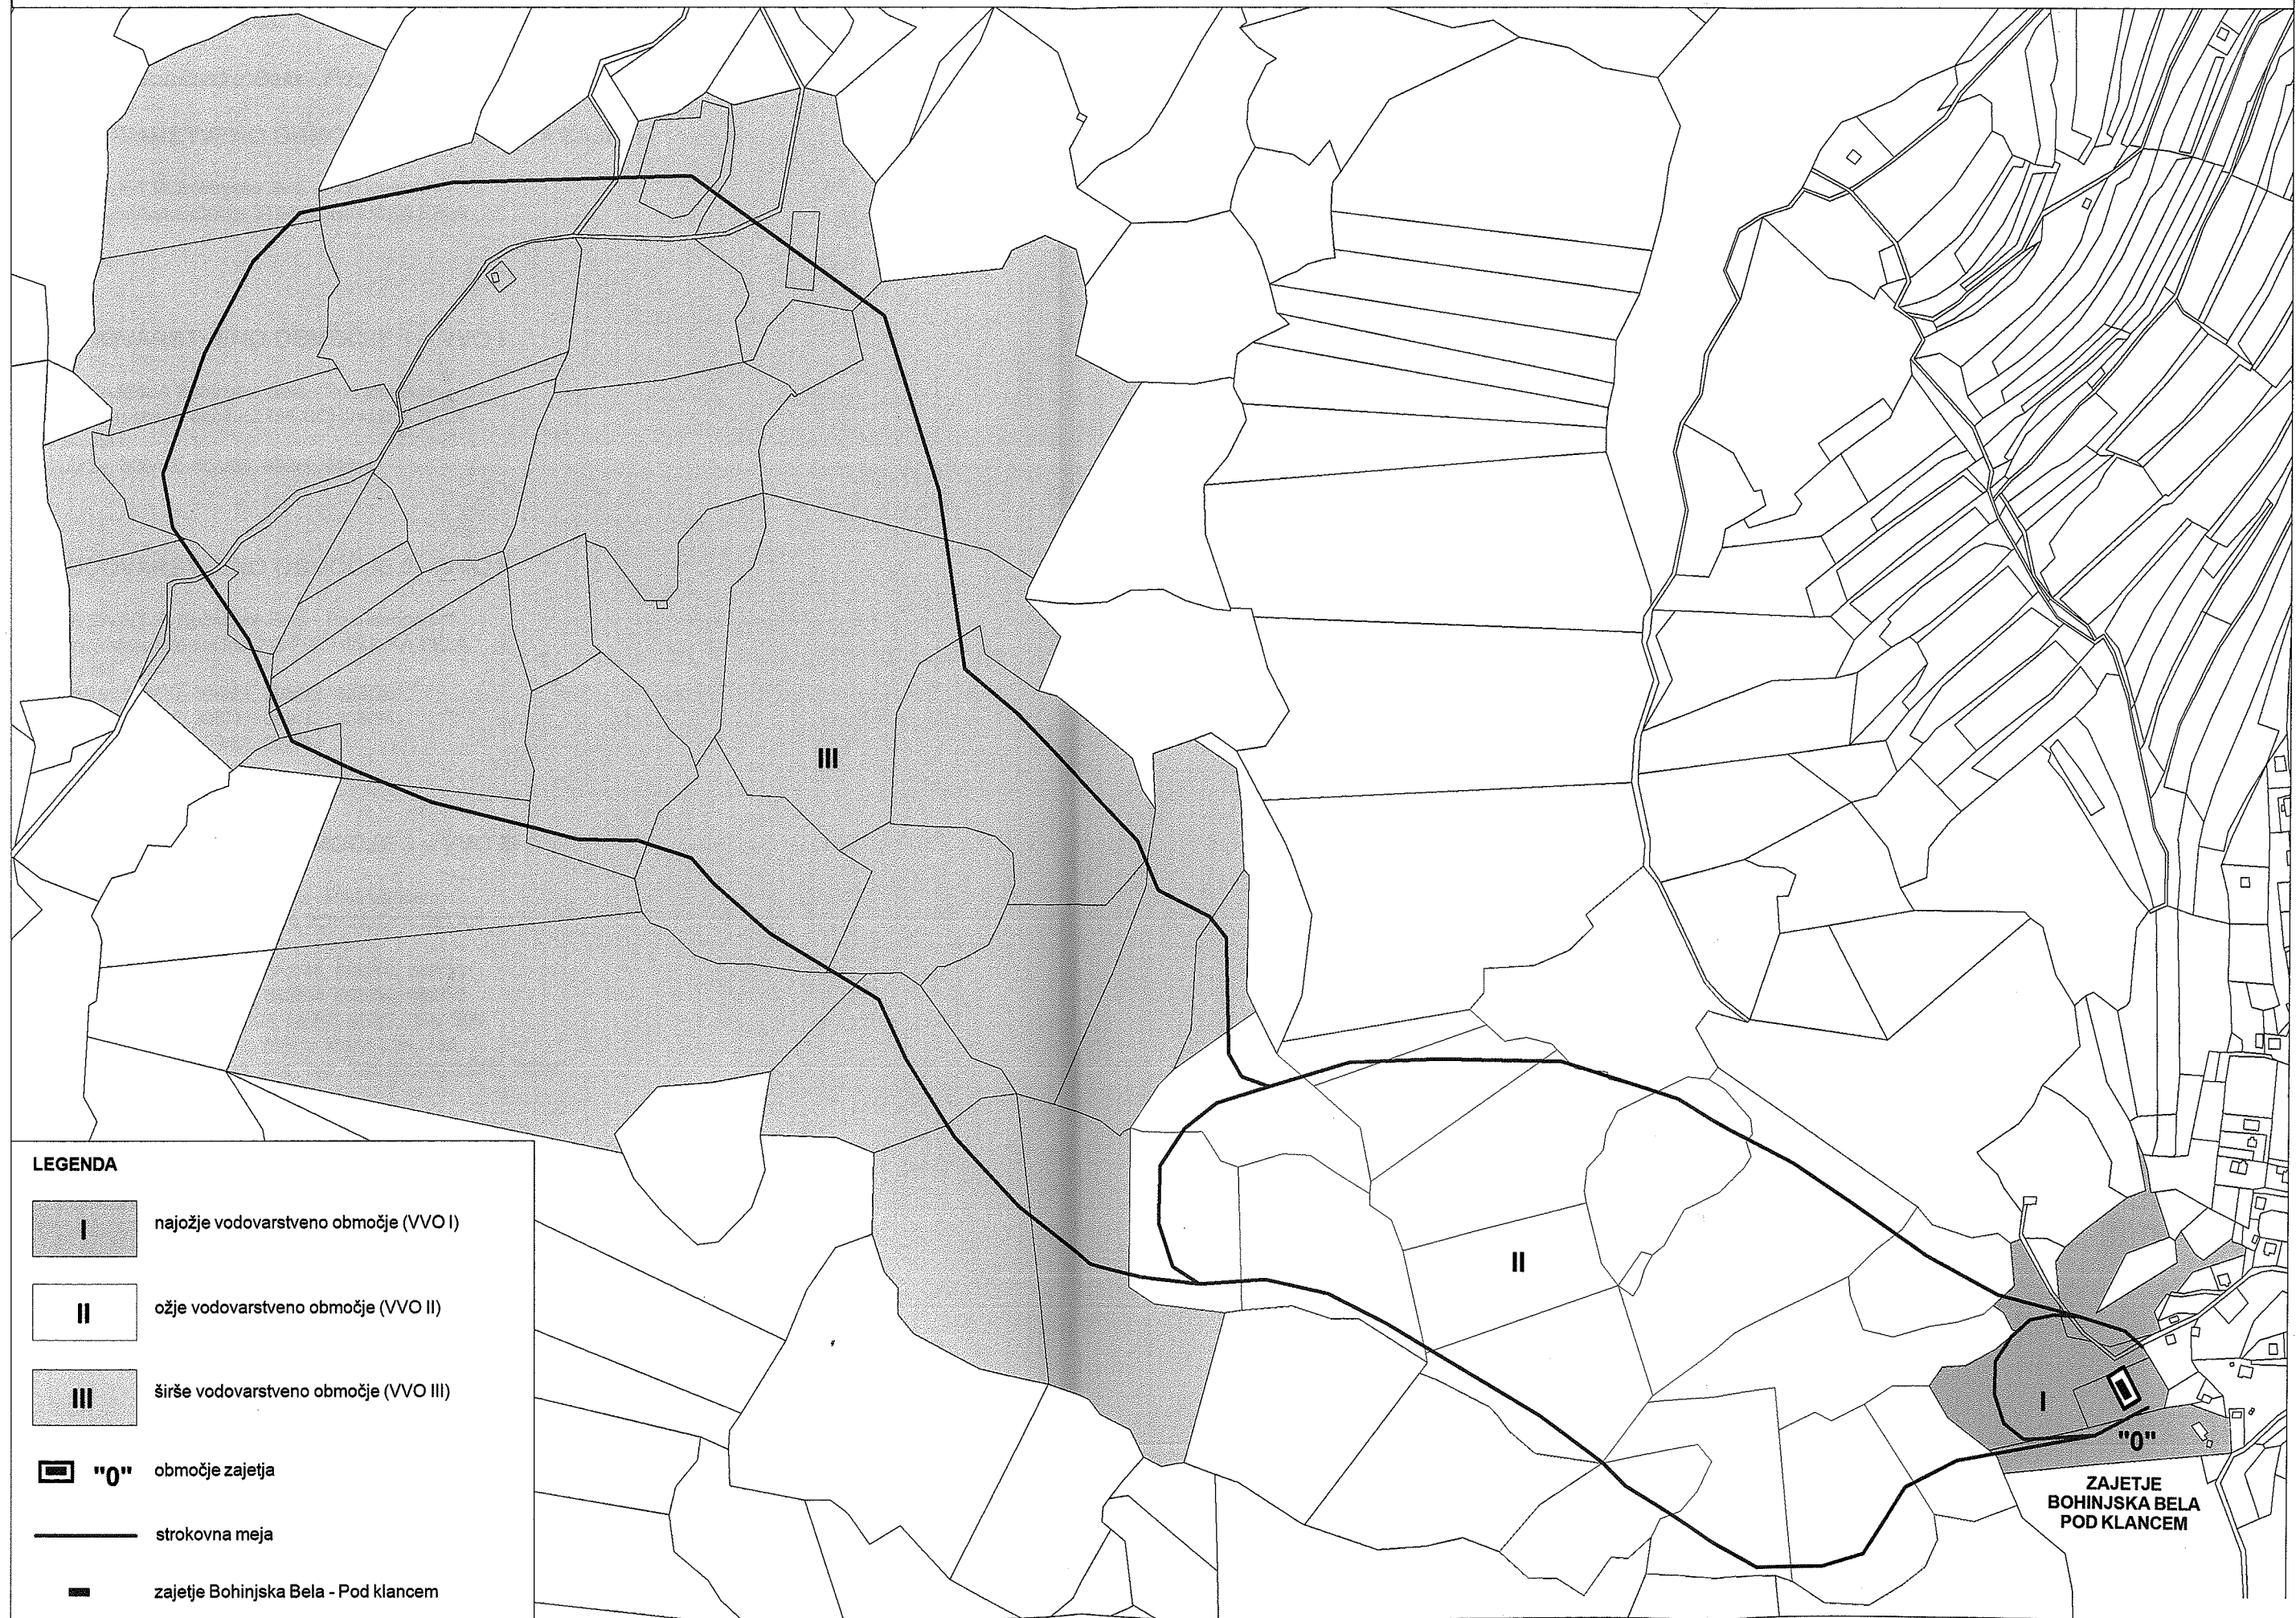 III
II
I
"0"
ZAJETJE
BOHINJSKA BELA
POD KLANCEM
LEGENDA
I najožje vodovarstveno območje (VVO I)
II ožje vodovarstveno območje (VVO II)
III širše vodovarstveno območje (VVO III)
"0" območje zajetja
strokovna meja
zajetje Bohinjska Bela - Pod klancem